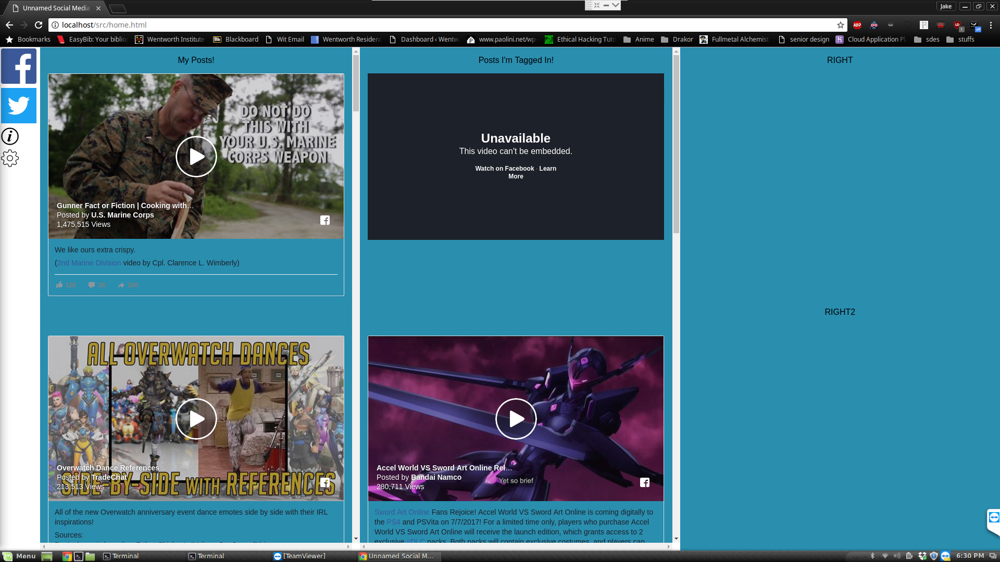 Unnamed Social Media
Jake
localhost/src/home.html
ABP
Bookmarks
EasyBib: Your biblio
Wentworth Institute
Bb
Blackboard
Wit Email
Wentworth Residenc
Dashboard ‹ Wentw
www.paolini.net/wp-
Ethical Hacking Tuto
Anime
Drakor
Fullmetal Alchemist
senior design
Cloud Application Pl
sdes
stuffs
My Posts!
DO NOT DO
THIS WITH
YOUR U.S. MARINE
CORPS WEAPON
Gunner Fact or Fiction | Cooking with...
Posted by U.S. Marine Corps
1,475,515 Views
We like ours extra crispy.
(2nd Marine Division video by Cpl. Clarence L. Wimberly)
12K 2K 16K
ALL OVERWATCH DANCES
Overwatch Dance References
Posted by TradeChat
213,513 Views
SIDE-BY-SIDE WITH REFERENCES
All of the new Overwatch anniversary event dance emotes side by side with their IRL
inspirations!
Sources:
Posts I'm Tagged In!
Unavailable
This video can't be embedded.
Watch on Facebook · Learn
More
Accel World VS Sword Art Online Rel...
Posted by Bandai Namco
280,711 Views
Yet so brief
Sword Art Online Fans Rejoice! Accel World VS Sword Art Online is coming digitally to
the PS4 and PSVita on 7/7/2017! For a limited time only, players who purchase Accel
World VS Sword Art Online will receive the launch edition, which grants access to 2
exclusive #DLC packs. Both packs will contain exclusive costumes, and players can
RIGHT
RIGHT2
Menu
Terminal
Terminal
[TeamViewer]
Unnamed Social M...
6:30 PM